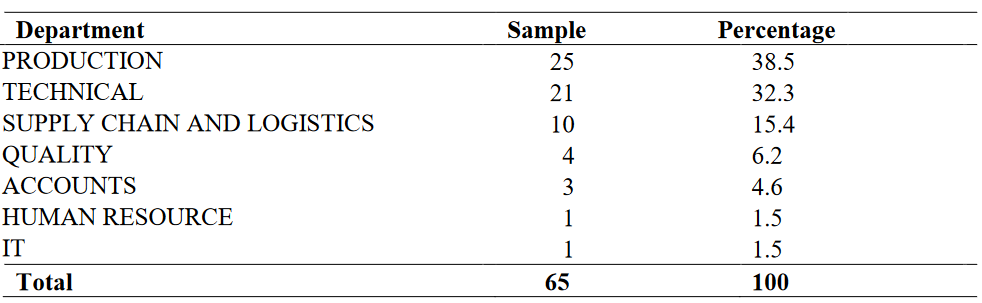 Department Sample Percentage
PRODUCTION 25 38.5
TECHNICAL 21 32.3
SUPPLY CHAIN AND LOGISTICS 10 15.4
QUALITY 4 6.2
ACCOUNTS 3 4.6
HUMAN RESOURCE 1 1.5
IT 1 1.5
Total 65 100